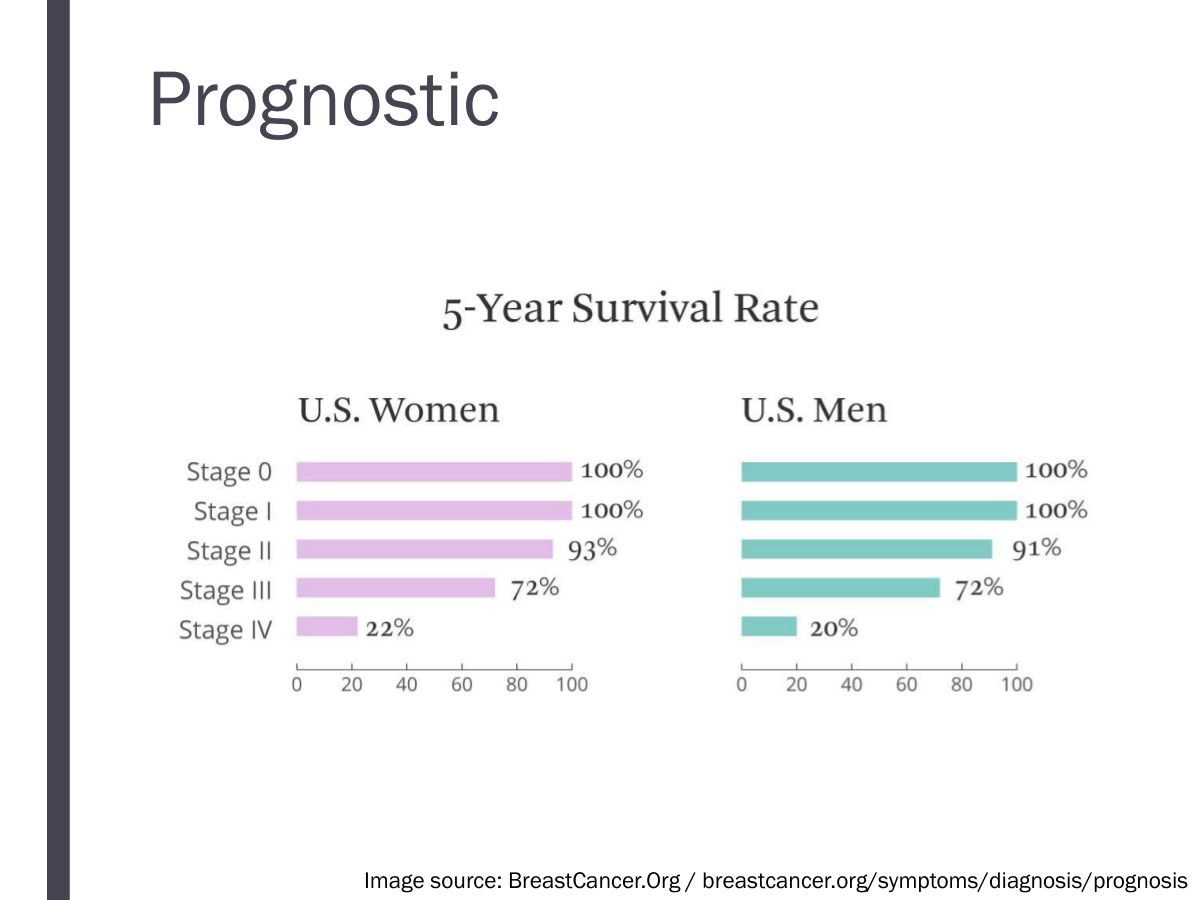 Prognostic
5-Year Survival Rate
U.S. Women
Stage 0 100%
Stage I 100%
Stage II 93%
Stage III 72%
Stage IV 22%
0 20 40 60 80 100
U.S. Men
100%
100%
91%
72%
20%
0 20 40 60 80 100
Image source: BreastCancer.Org / breastcancer.org/symptoms/diagnosis/prognosis